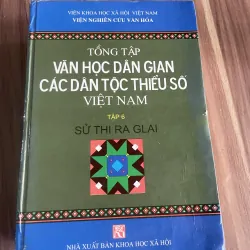 VIỆN KHOA HỌC XÃ HỘI VIỆT NAM
VIỆN NGHIÊN CỨU VĂN HÓA
TỔNG TẬP
VĂN HỌC DÂN GIAN
CÁC DÂN TỘC THIỂU SỐ
VIỆT NAM
TẬP 6
SỬ THI RA GLAI
NHÀ XUẤT BẢN KHOA HỌC XÃ HỘI